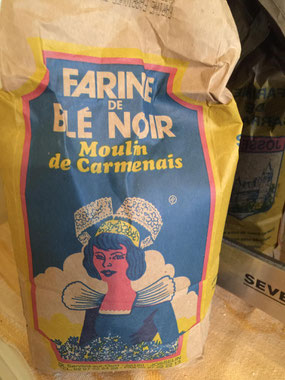 FARINE
DE
BLÉ NOIR
Moulin
de Carmenais
SEVE